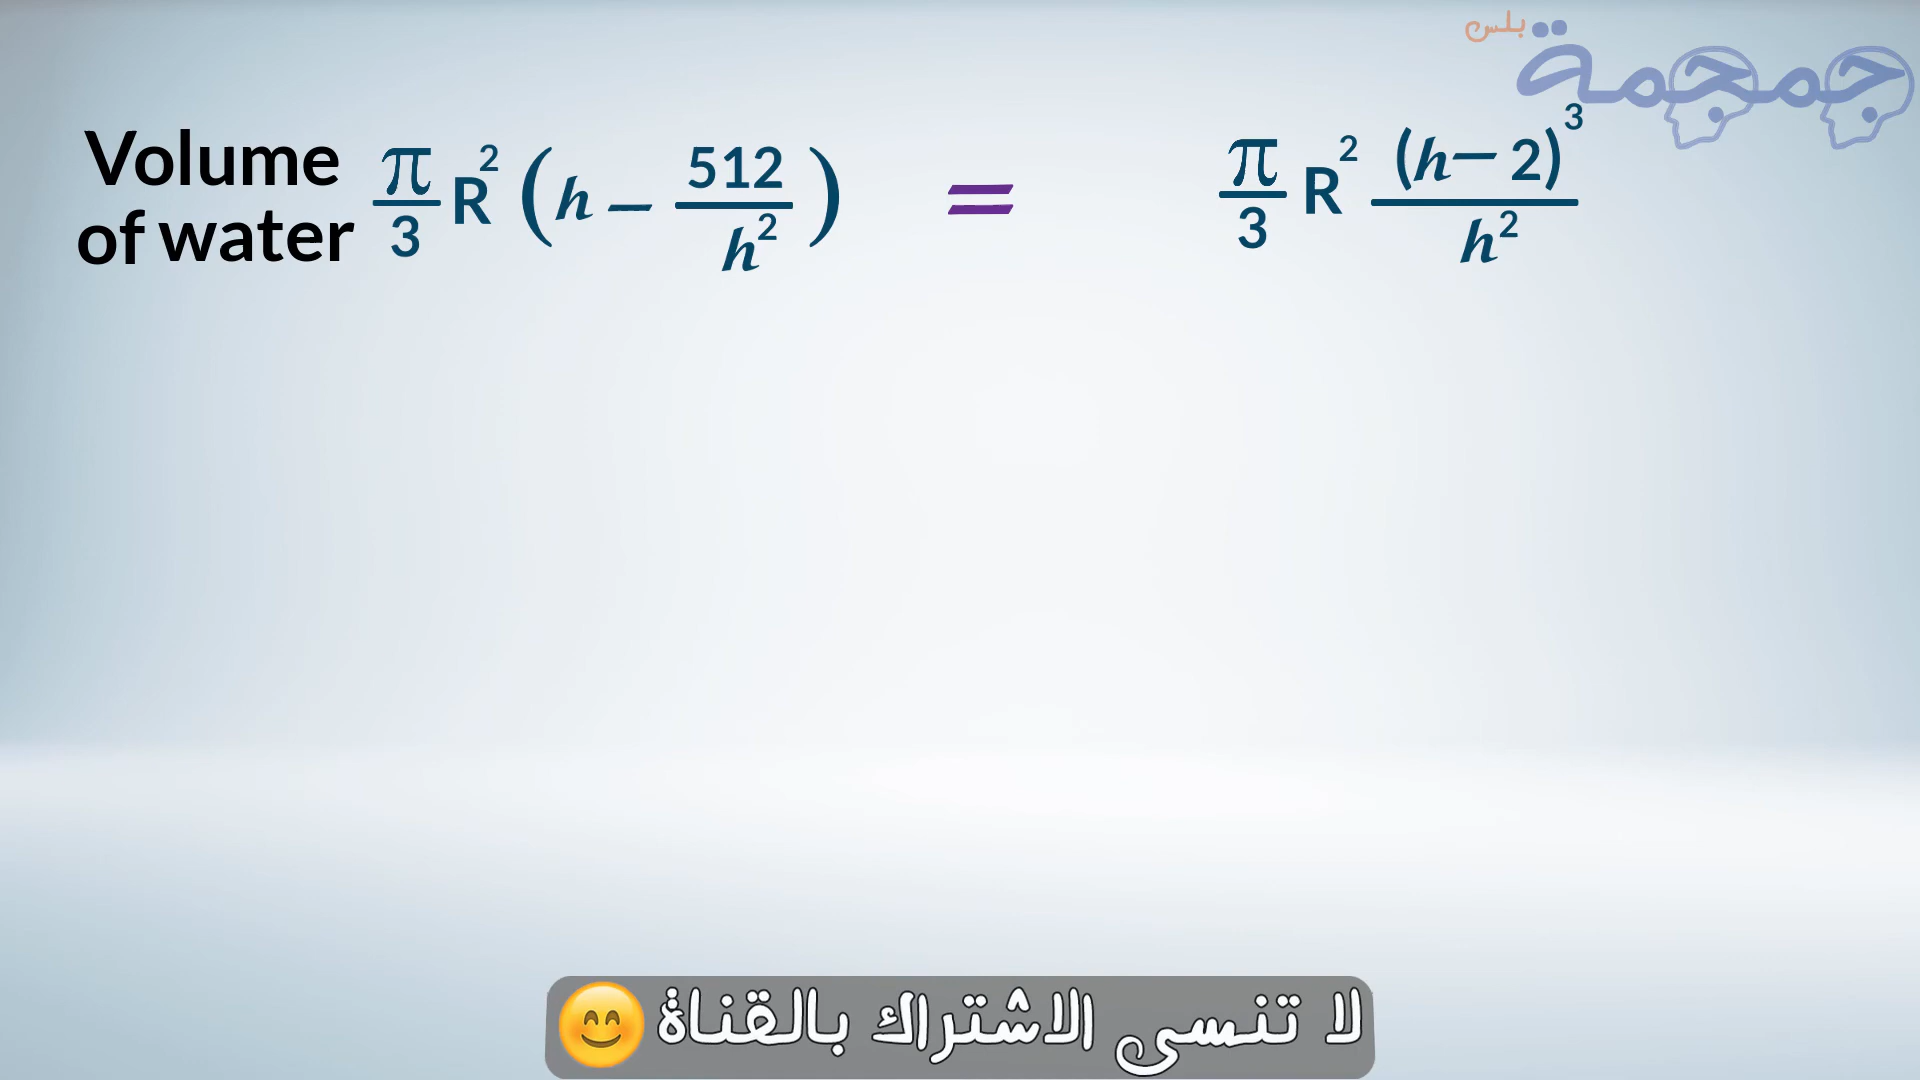 جمجمة بلس
Volume of water π/3 R² (h – 512/h²) = π/3 R² (h – 2)³/h²
لا تنسى الاشتراك بالقناة 😊